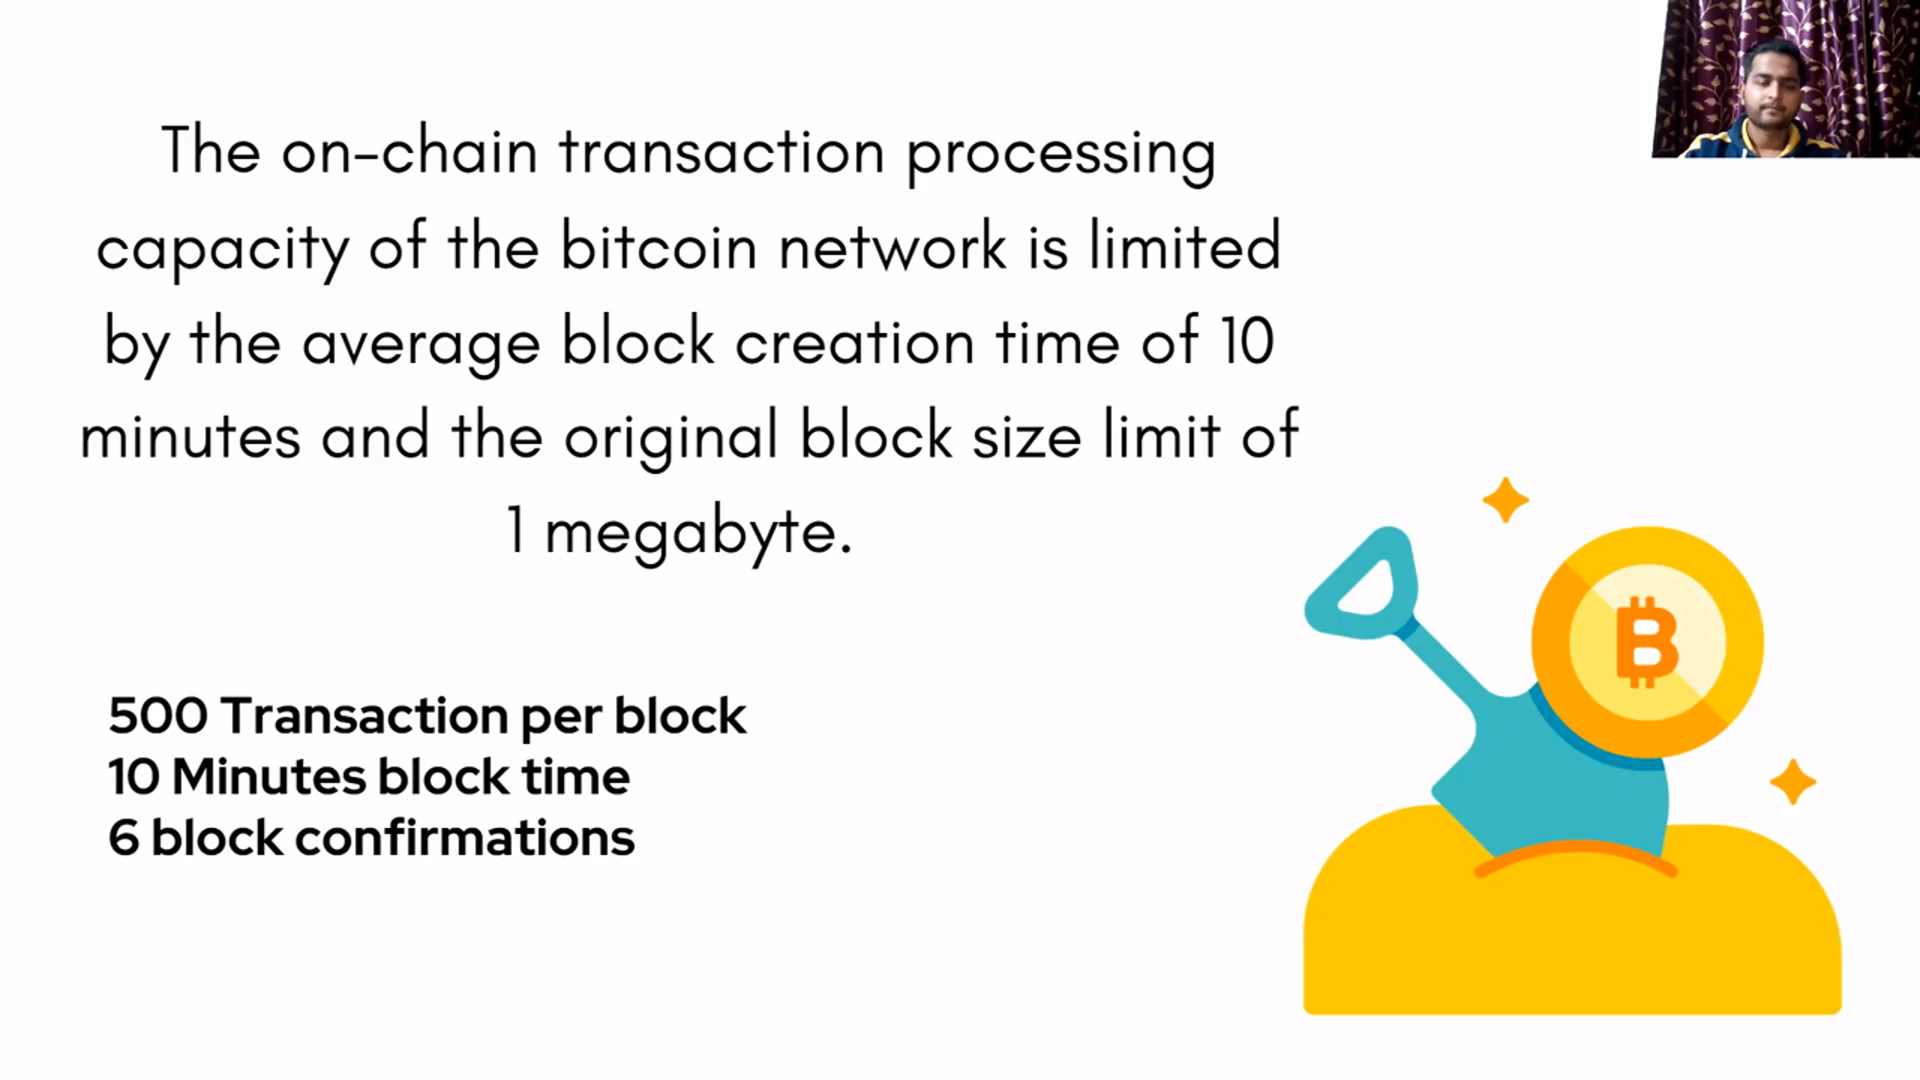 The on-chain transaction processing
capacity of the bitcoin network is limited
by the average block creation time of 10
minutes and the original block size limit of
1 megabyte.
500 Transaction per block
10 Minutes block time
6 block confirmations